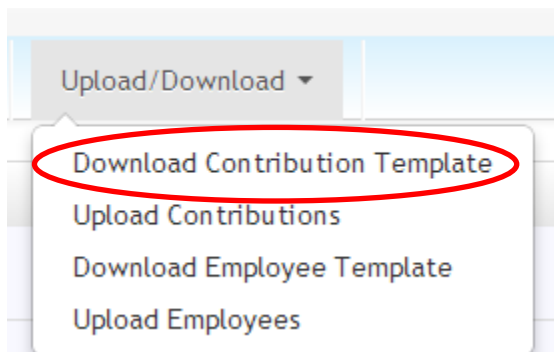 Upload/Download
Download Contribution Template
Upload Contributions
Download Employee Template
Upload Employees